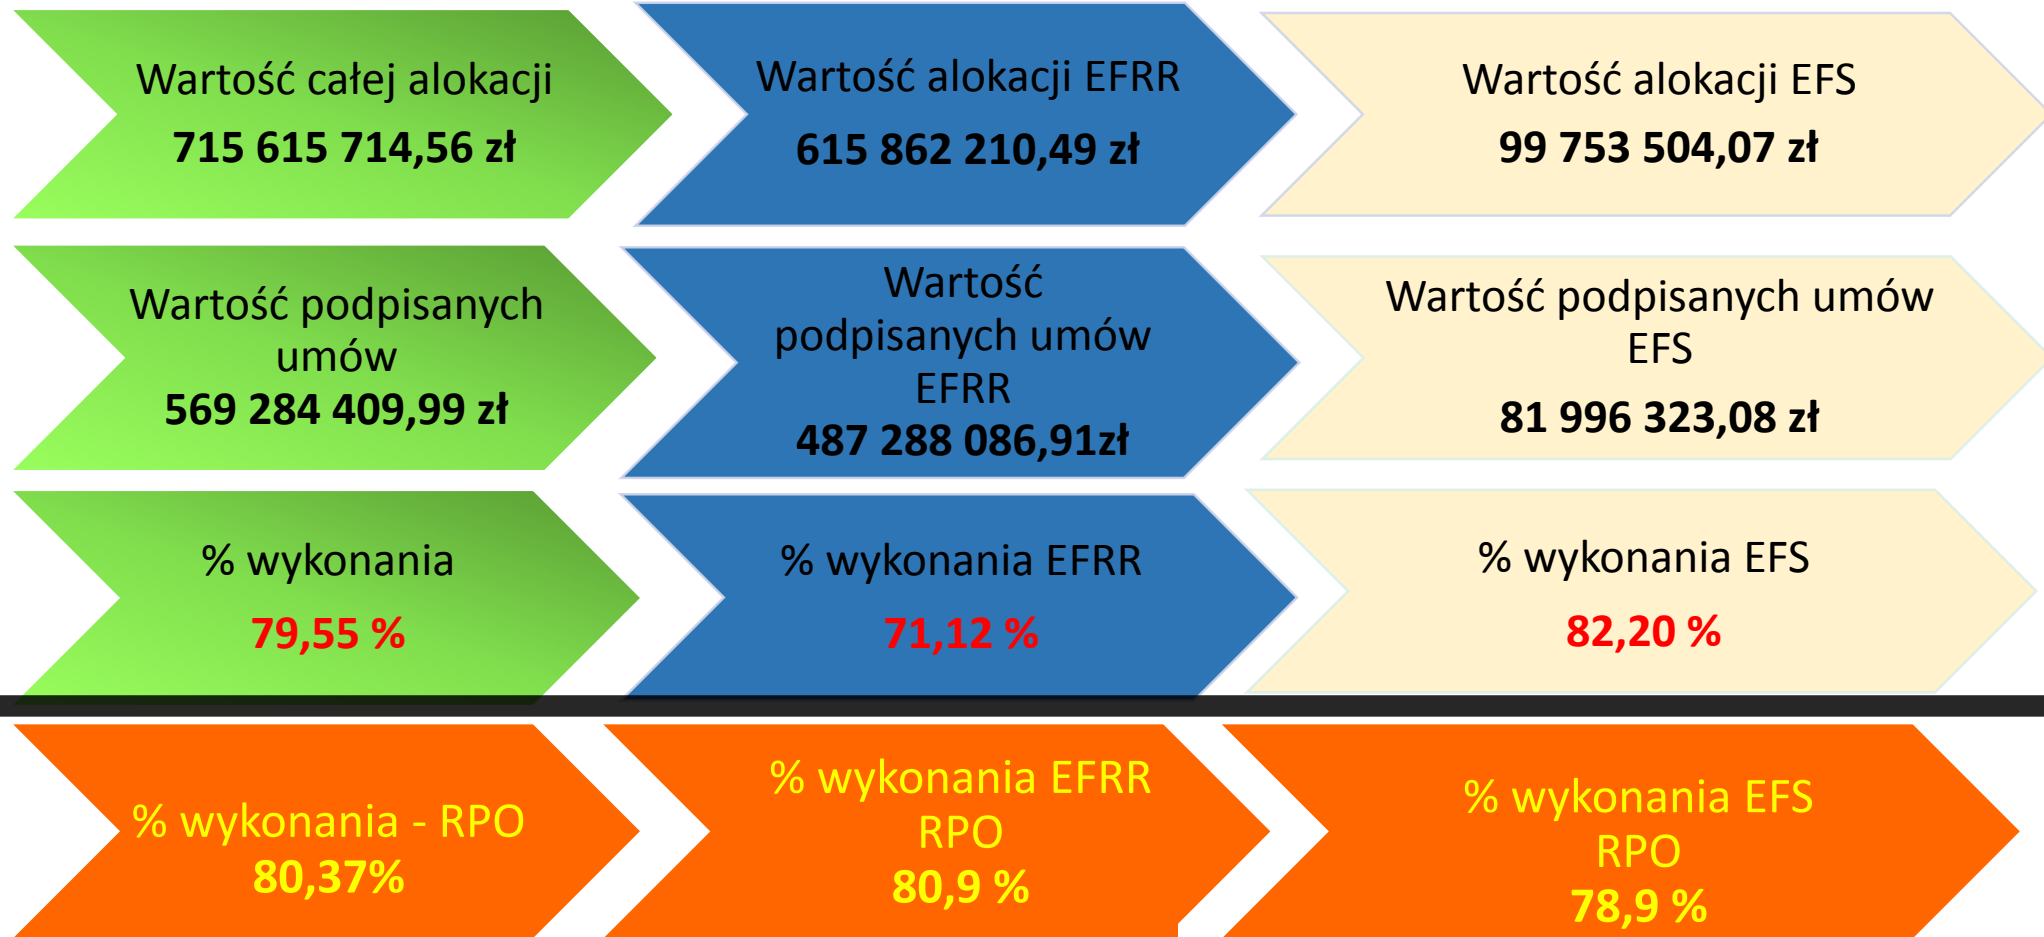 Wartość całej alokacji
715 615 714,56 zł
Wartość alokacji EFRR
615 862 210,49 zł
Wartość alokacji EFS
99 753 504,07 zł
Wartość podpisanych
umów
569 284 409,99 zł
Wartość
podpisanych umów
EFRR
487 288 086,91zł
Wartość podpisanych umów
EFS
81 996 323,08 zł
% wykonania
79,55 %
% wykonania EFRR
71,12 %
% wykonania EFS
82,20 %
% wykonania - RPO
80,37%
% wykonania EFRR
RPO
80,9 %
% wykonania EFS
RPO
78,9 %